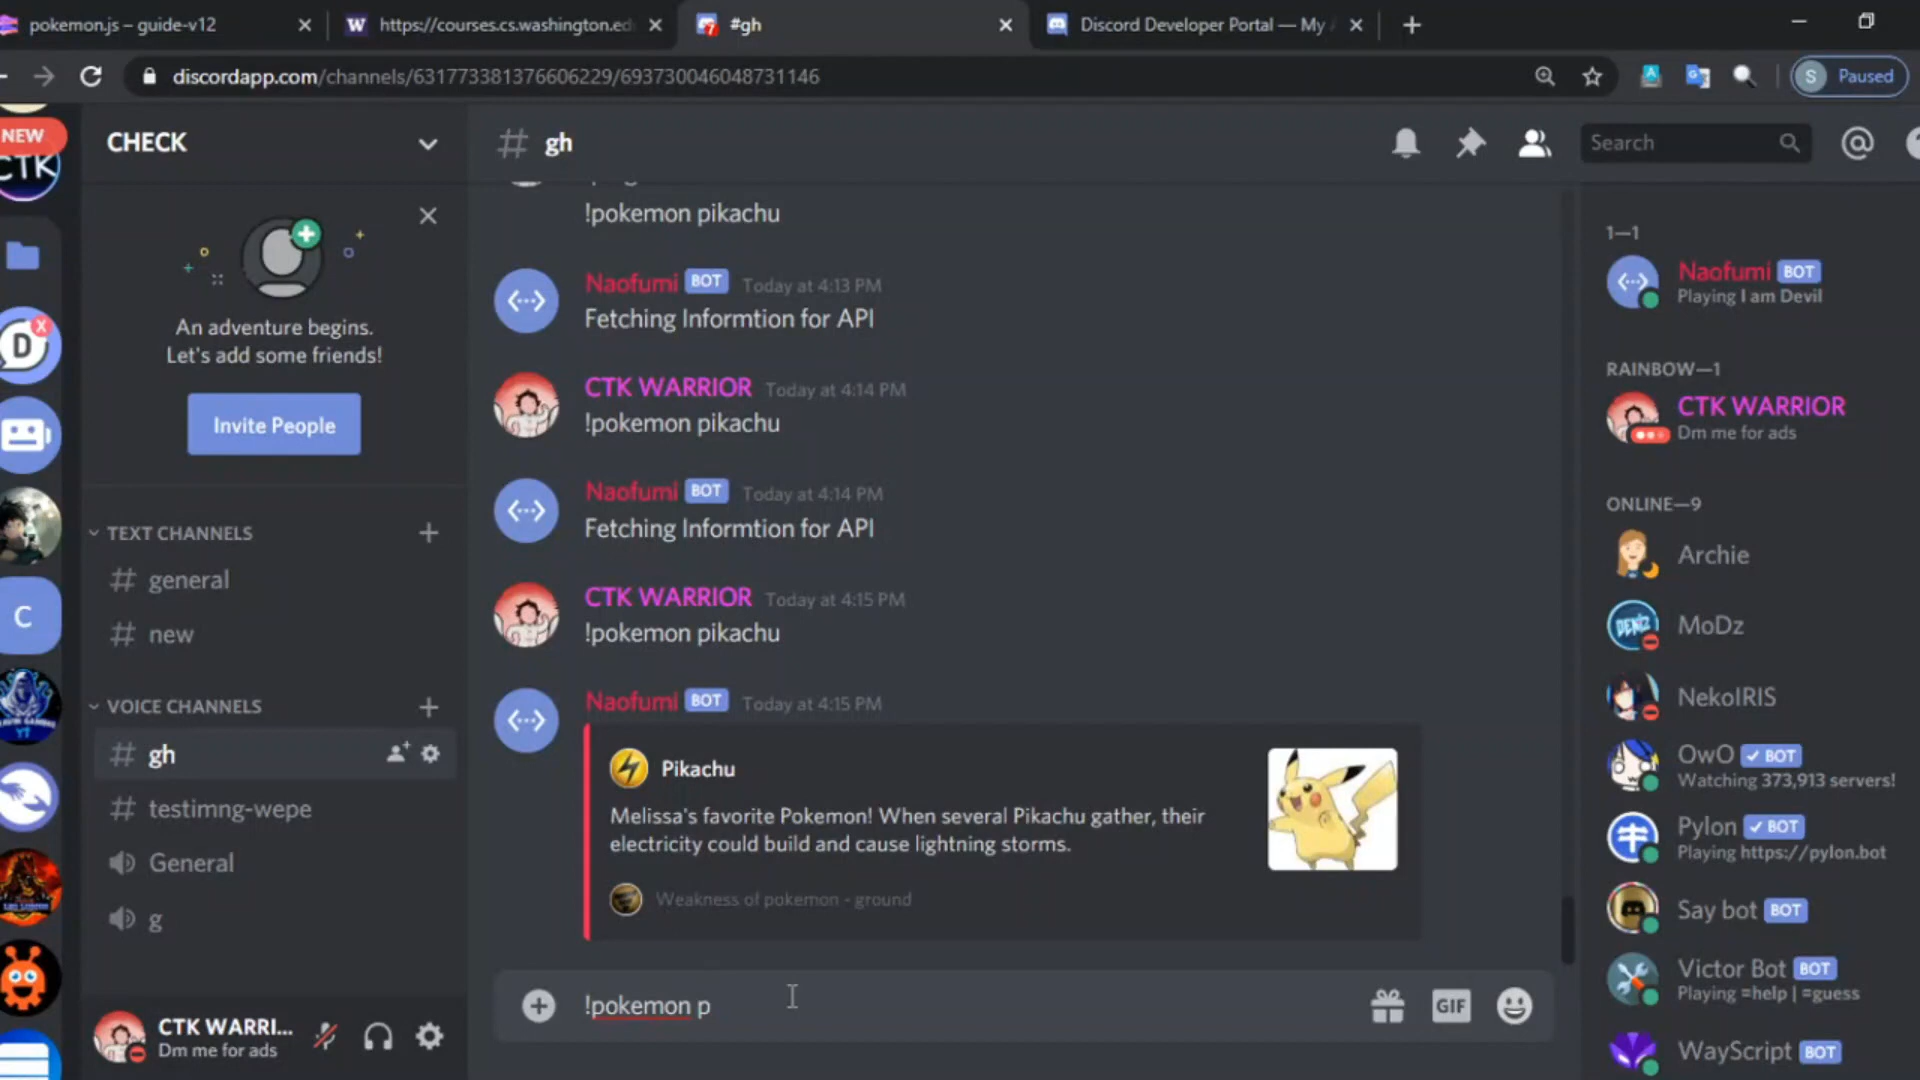 pokemon.js – guide-v12
https://courses.cs.washington.ed
#gh
Discord Developer Portal — My
discordapp.com/channels/631773381376606229/693730046048731146
S Paused
NEW
CTK
CHECK
# gh
Search
An adventure begins.
Let's add some friends!
Invite People
TEXT CHANNELS
# general
# new
VOICE CHANNELS
# gh
# testimng-wepe
General
g
D
C
YT
CTK WARRI...
Dm me for ads
!pokemon pikachu
Naofumi BOT Today at 4:13 PM
Fetching Informtion for API
CTK WARRIOR Today at 4:14 PM
!pokemon pikachu
Naofumi BOT Today at 4:14 PM
Fetching Informtion for API
CTK WARRIOR Today at 4:15 PM
!pokemon pikachu
Naofumi BOT Today at 4:15 PM
Pikachu
Melissa's favorite Pokemon! When several Pikachu gather, their
electricity could build and cause lightning storms.
Weakness of pokemon - ground
!pokemon p
GIF
1—1
Naofumi BOT
Playing I am Devil
RAINBOW—1
CTK WARRIOR
Dm me for ads
ONLINE—9
Archie
DENIZ
MoDz
NekoIRIS
OwO ✓ BOT
Watching 373,913 servers!
Pylon ✓ BOT
Playing https://pylon.bot
Say bot BOT
Victor Bot BOT
Playing =help | =guess
WayScript BOT